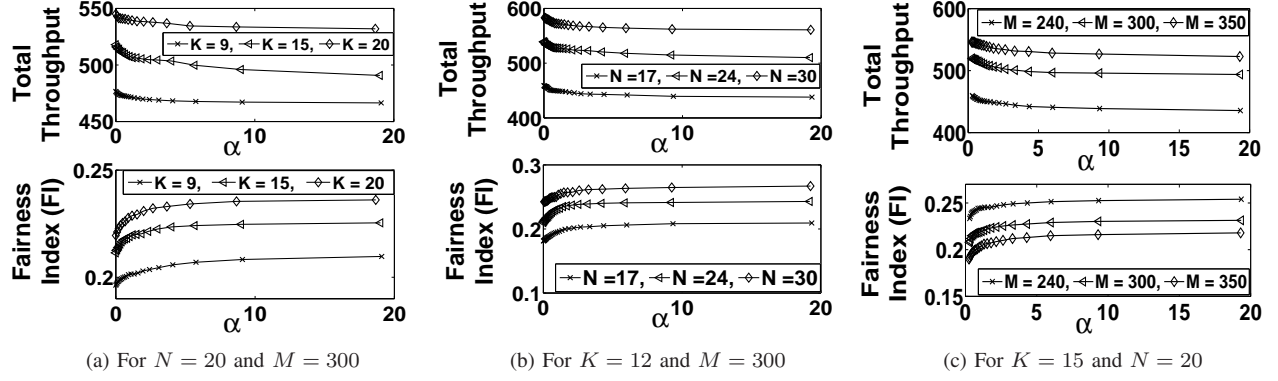 550
500
450
Total Throughput
K = 9, K = 15, K = 20
0 10 20
α
0.25
0.2
Fairness Index (FI)
K = 9, K = 15, K = 20
0 10 20
α
(a) For N = 20 and M = 300
600
500
400
Total Throughput
N =17, N = 24, N = 30
0 10 20
α
0.3
0.2
0.1
Fairness Index (FI)
N =17, N = 24, N = 30
0 10 20
α
(b) For K = 12 and M = 300
600
500
400
Total Throughput
M = 240, M = 300, M = 350
0 5 10 15 20
α
0.25
0.2
0.15
Fairness Index (FI)
M = 240, M = 300, M = 350
0 5 10 15 20
α
(c) For K = 15 and N = 20